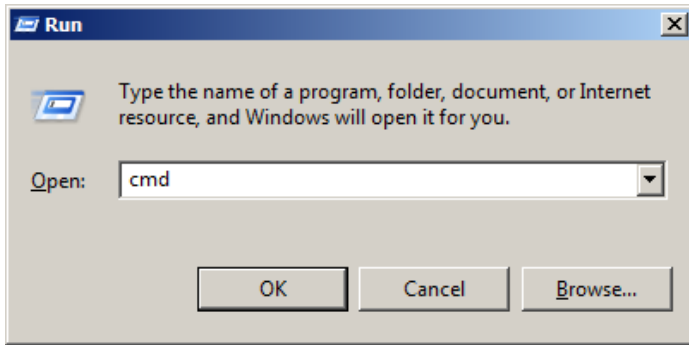 Run
Type the name of a program, folder, document, or Internet
resource, and Windows will open it for you.
Open: cmd
OK Cancel Browse...